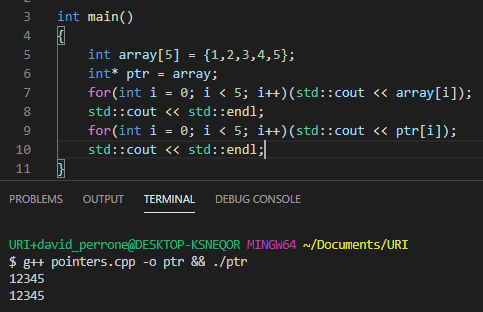 3 int main()
4 {
5 int array[5] = {1,2,3,4,5};
6 int* ptr = array;
7 for(int i = 0; i < 5; i++)(std::cout << array[i]);
8 std::cout << std::endl;
9 for(int i = 0; i < 5; i++)(std::cout << ptr[i]);
10 std::cout << std::endl;
11 }
PROBLEMS OUTPUT TERMINAL DEBUG CONSOLE
URI+david_perrone@DESKTOP-KSNEQOR MINGW64 ~/Documents/URI
$ g++ pointers.cpp -o ptr && ./ptr
12345
12345